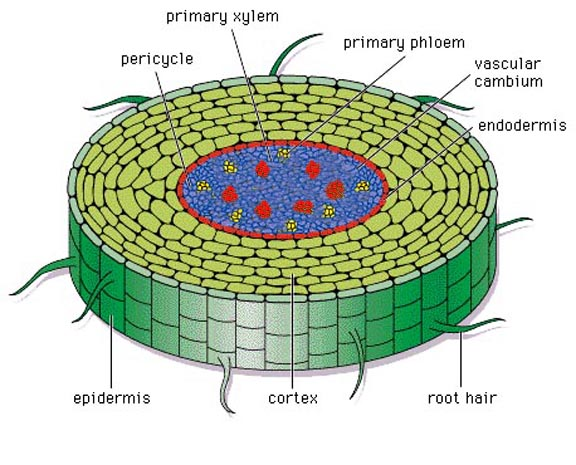 primary xylem
primary phloem
pericycle
vascular
cambium
endodermis
epidermis
cortex
root hair